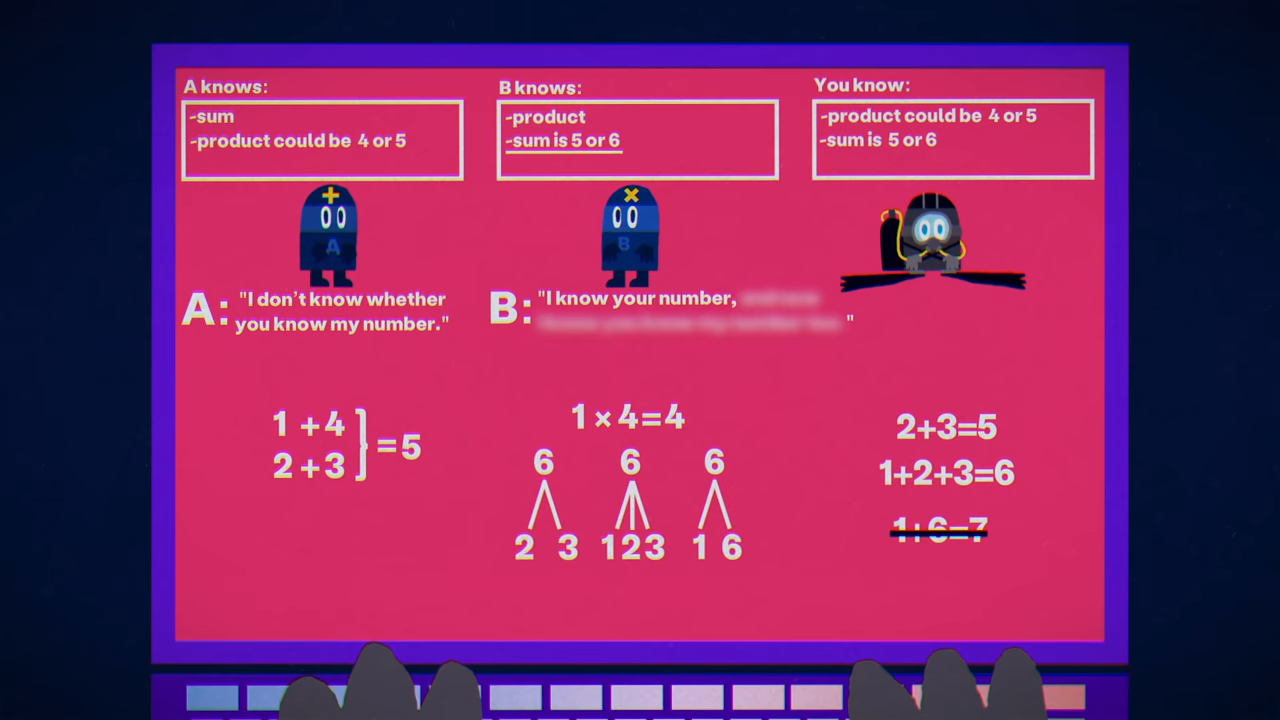 A knows:
-sum
-product could be 4 or 5
B knows:
-product
-sum is 5 or 6
You know:
-product could be 4 or 5
-sum is 5 or 6
+
A
×
B
A: "I don't know whether
you know my number."
B: "I know your number,
"
1 + 4
2 + 3
} = 5
1 × 4 = 4
6 6 6
2 3 1 2 3 1 6
2+3=5
1+2+3=6
1+6=7